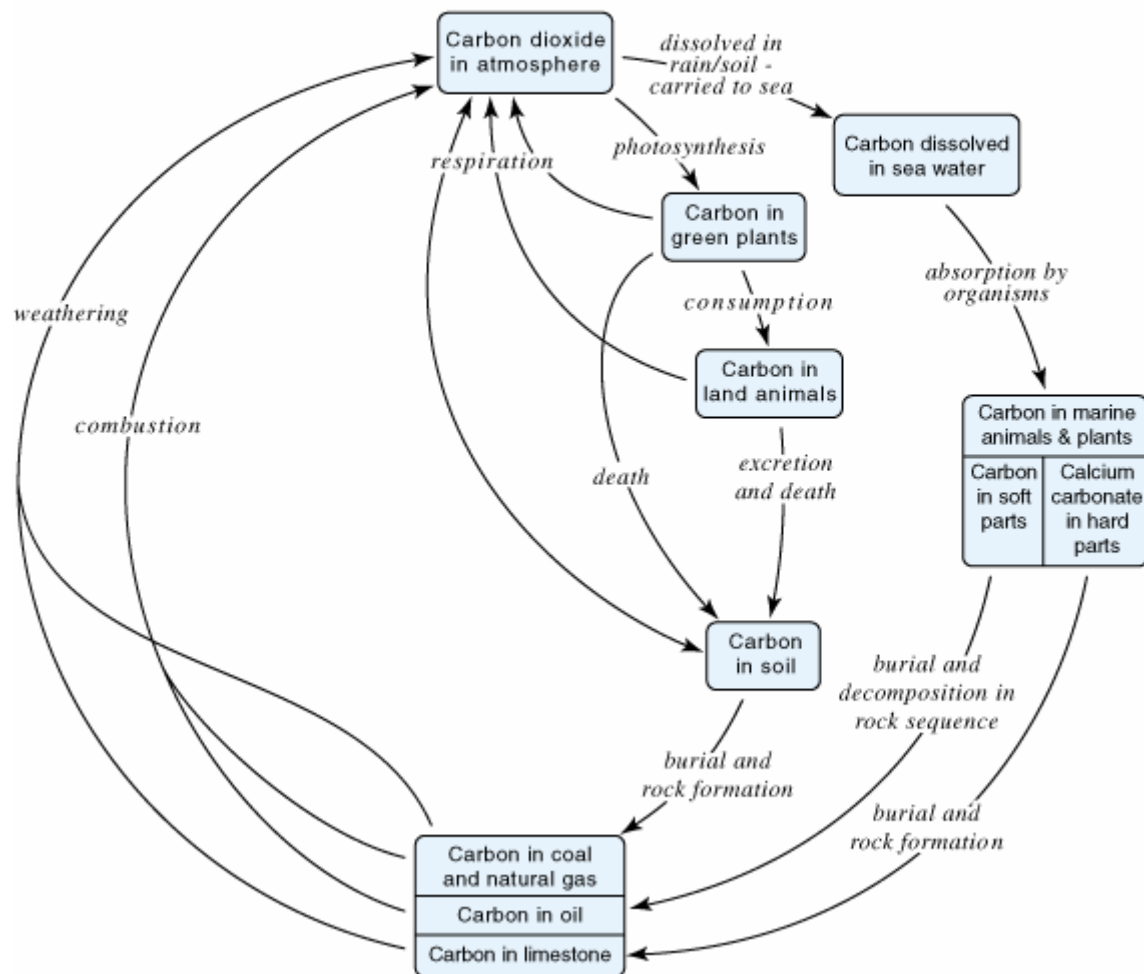 Carbon dioxide
in atmosphere
dissolved in
rain/soil -
carried to sea
Carbon dissolved
in sea water
respiration
photosynthesis
Carbon in
green plants
absorption by
organisms
consumption
weathering
Carbon in
land animals
combustion
Carbon in marine
animals & plants
Carbon
in soft
parts
Calcium
carbonate
in hard
parts
death
excretion
and death
Carbon
in soil
burial and
decomposition in
rock sequence
burial and
rock formation
burial and
rock formation
Carbon in coal
and natural gas
Carbon in oil
Carbon in limestone